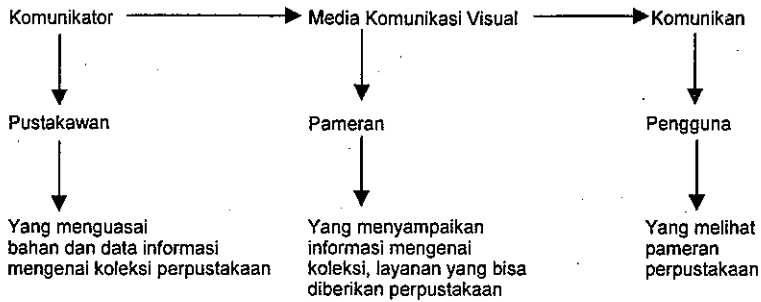 Komunikator
Media Komunikasi Visual
Komunikan
Pustakawan
Pameran
Pengguna
Yang menguasai
bahan dan data informasi
mengenai koleksi perpustakaan
Yang menyampaikan
informasi mengenai
koleksi, layanan yang bisa
diberikan perpustakaan
Yang melihat
pameran
perpustakaan